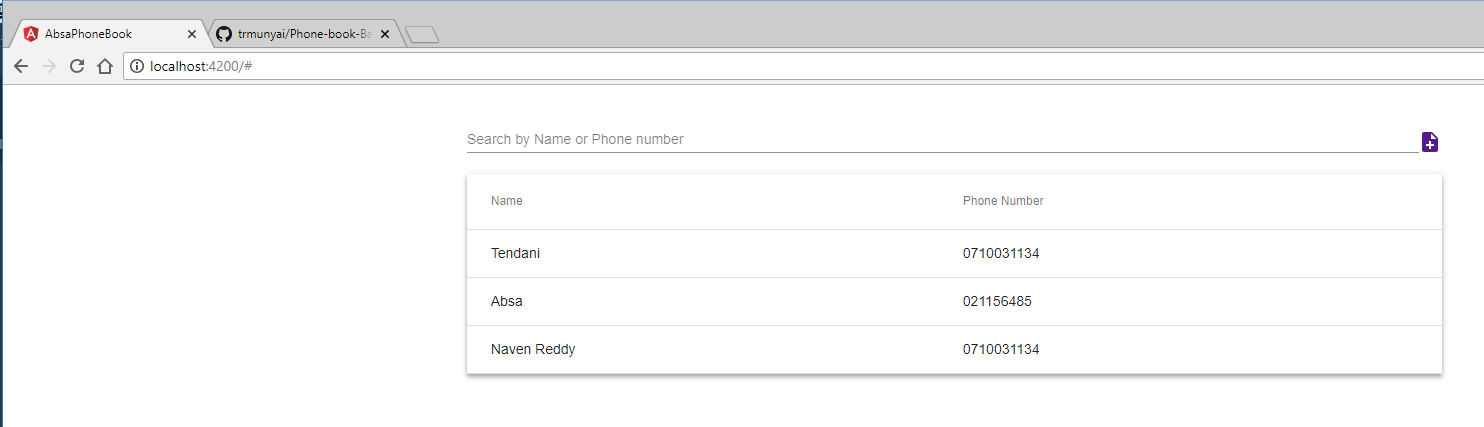 AbsaPhoneBook
trmunyai/Phone-book-Ba
localhost:4200/#
Search by Name or Phone number
Name Phone Number
Tendani 0710031134
Absa 021156485
Naven Reddy 0710031134